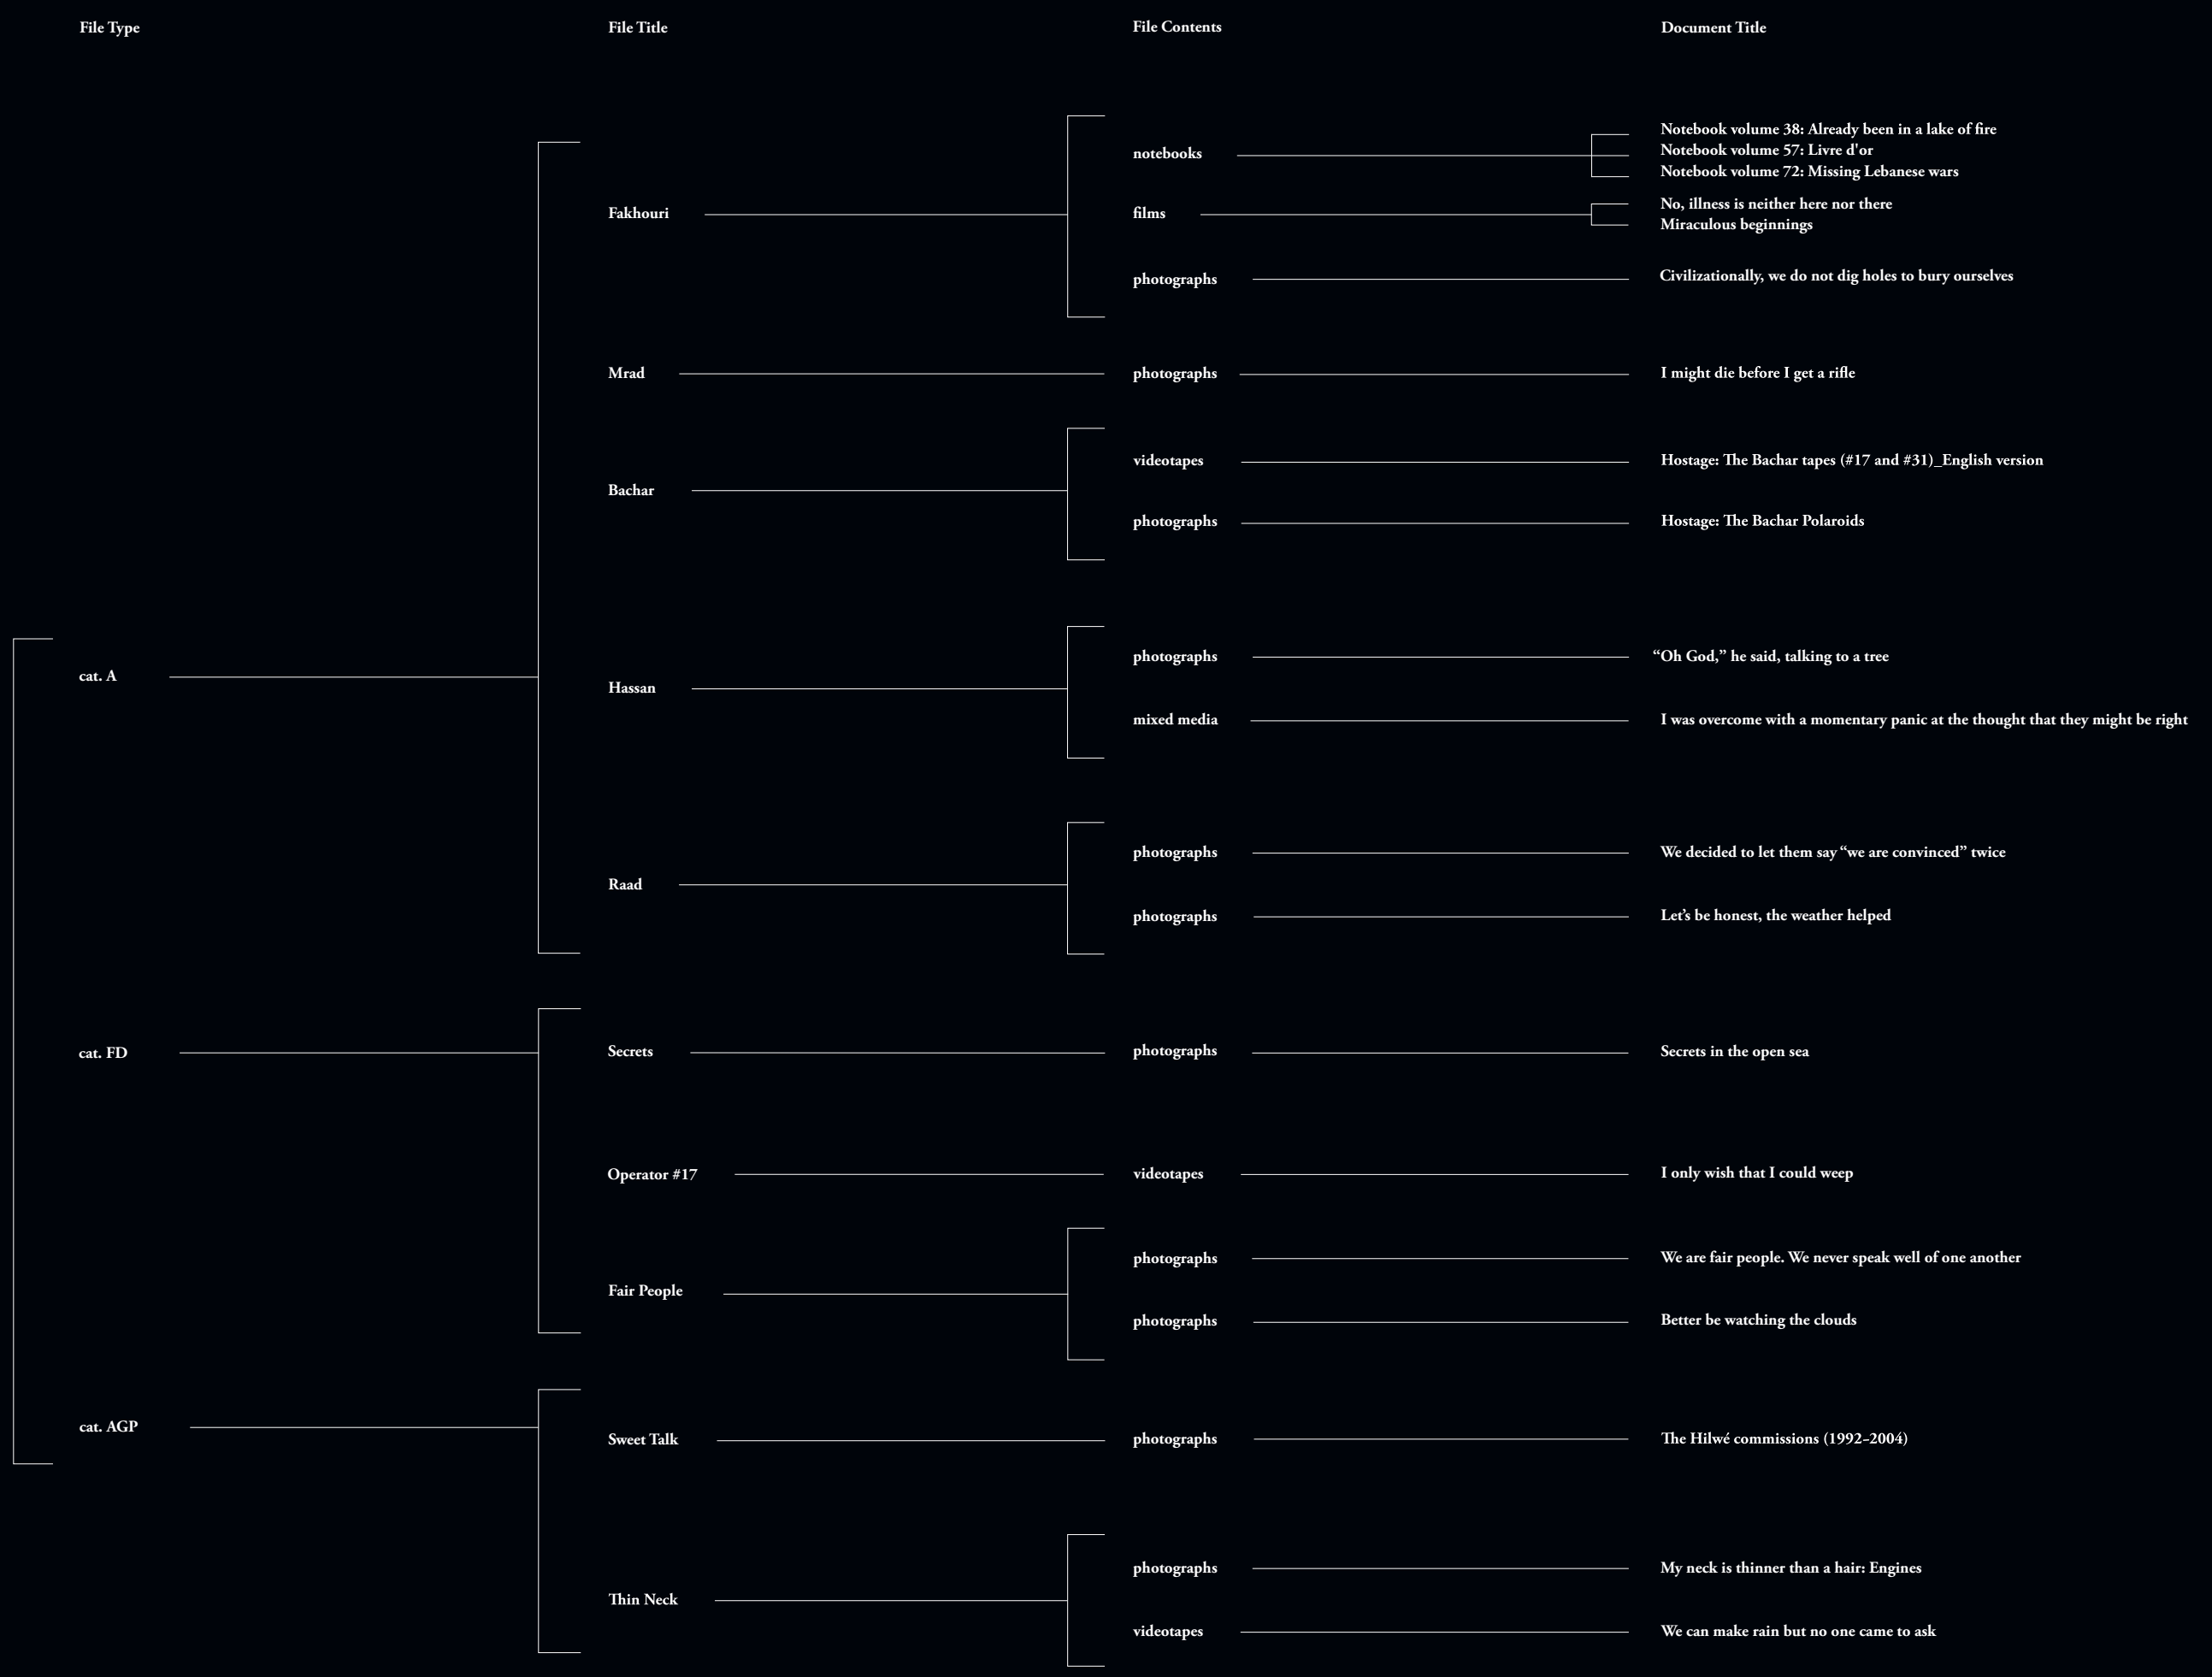 File Type
File Title
File Contents
Document Title
Notebook volume 38: Already been in a lake of fire
notebooks
Notebook volume 57: Livre d'or
Notebook volume 72: Missing Lebanese wars
Fakhouri
films
No, illness is neither here nor there
Miraculous beginnings
photographs
Civilizationally, we do not dig holes to bury ourselves
Mrad
photographs
I might die before I get a rifle
Bachar
videotapes
Hostage: The Bachar tapes (#17 and #31)_English version
photographs
Hostage: The Bachar Polaroids
cat. A
Hassan
photographs
“Oh God,” he said, talking to a tree
mixed media
I was overcome with a momentary panic at the thought that they might be right
Raad
photographs
We decided to let them say “we are convinced” twice
photographs
Let’s be honest, the weather helped
cat. FD
Secrets
photographs
Secrets in the open sea
Operator #17
videotapes
I only wish that I could weep
Fair People
photographs
We are fair people. We never speak well of one another
photographs
Better be watching the clouds
cat. AGP
Sweet Talk
photographs
The Hilwé commissions (1992–2004)
Thin Neck
photographs
My neck is thinner than a hair: Engines
videotapes
We can make rain but no one came to ask